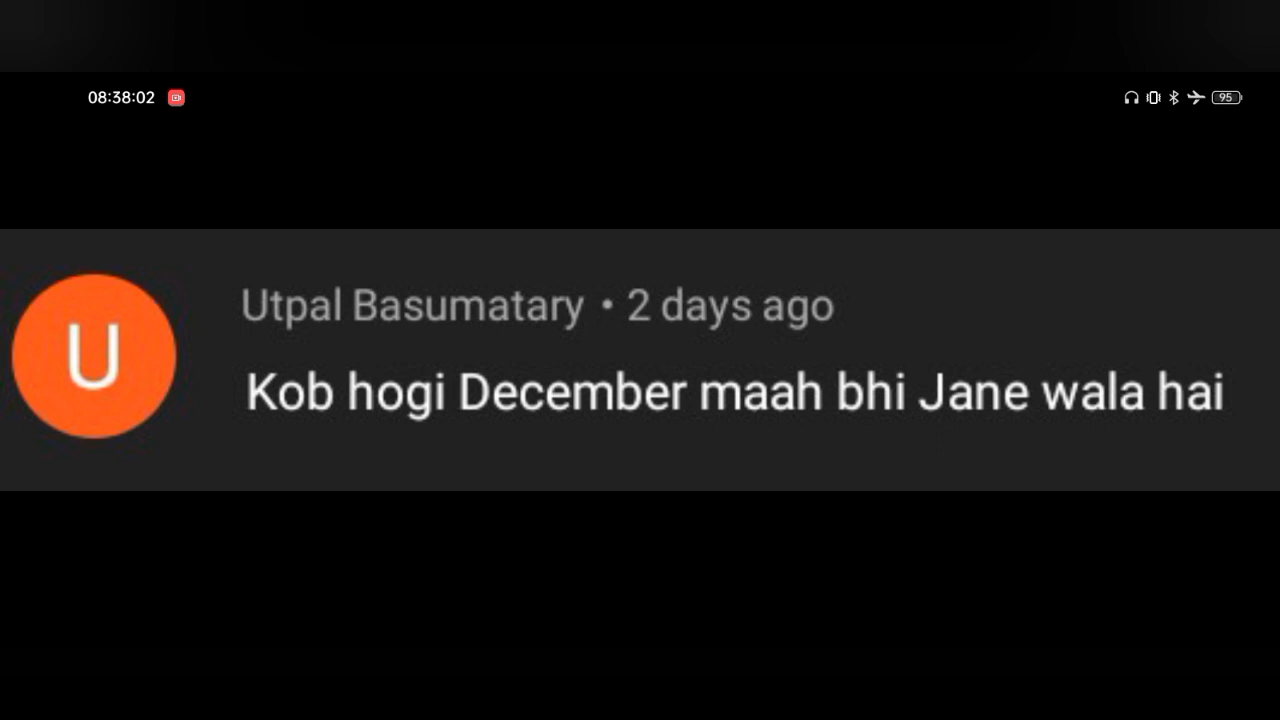 08:38:02 95
U
Utpal Basumatary • 2 days ago
Kob hogi December maah bhi Jane wala hai